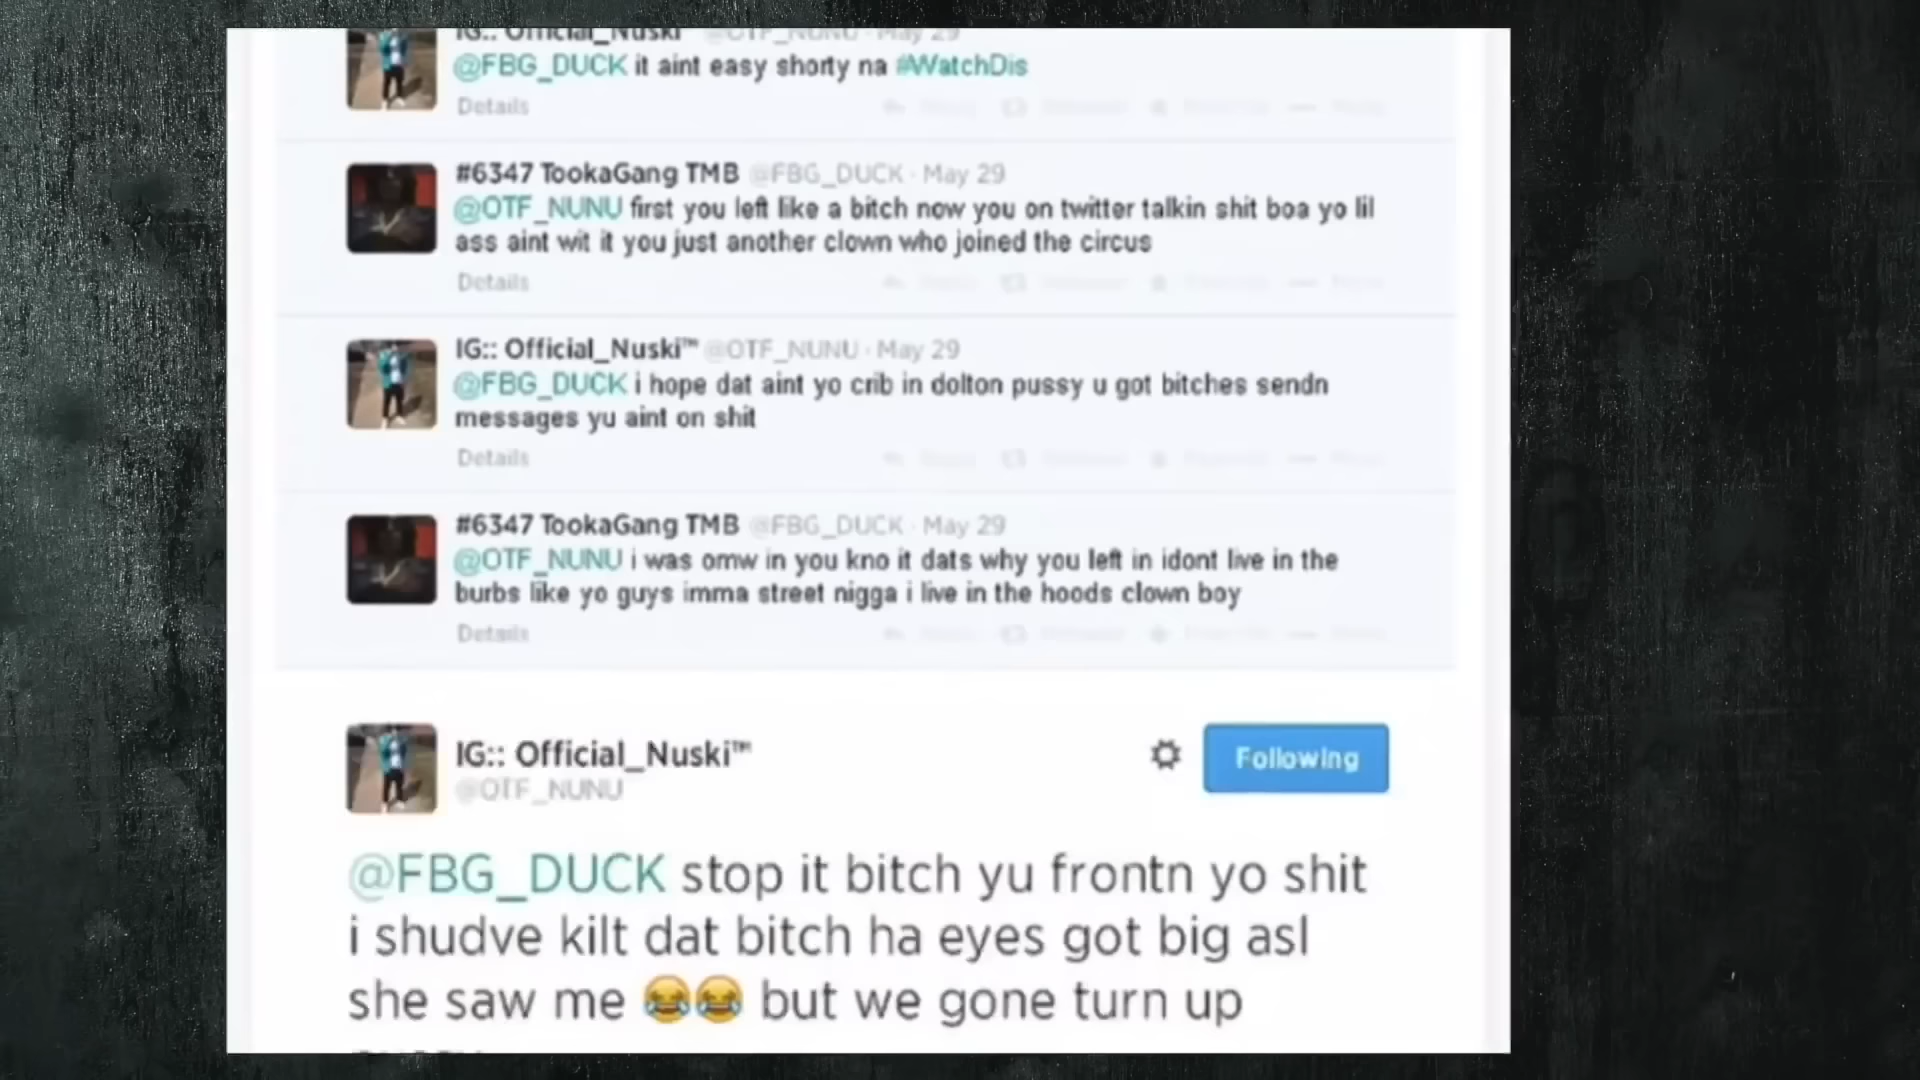 IG:: Official_Nuski™ @OTF_NUNU · May 29
@FBG_DUCK it aint easy shorty na #WatchDis
Details
#6347 TookaGang TMB @FBG_DUCK · May 29
@OTF_NUNU first you left like a bitch now you on twitter talkin shit boa yo lil
ass aint wit it you just another clown who joined the circus
Details
IG:: Official_Nuski™ @OTF_NUNU · May 29
@FBG_DUCK i hope dat aint yo crib in dolton pussy u got bitches sendn
messages yu aint on shit
Details
#6347 TookaGang TMB @FBG_DUCK · May 29
@OTF_NUNU i was omw in you kno it dats why you left in idont live in the
burbs like yo guys imma street nigga i live in the hoods clown boy
Details
IG:: Official_Nuski™
Following
@OTF_NUNU
@FBG_DUCK stop it bitch yu frontn yo shit
i shudve kilt dat bitch ha eyes got big asl
she saw me 😂😂 but we gone turn up